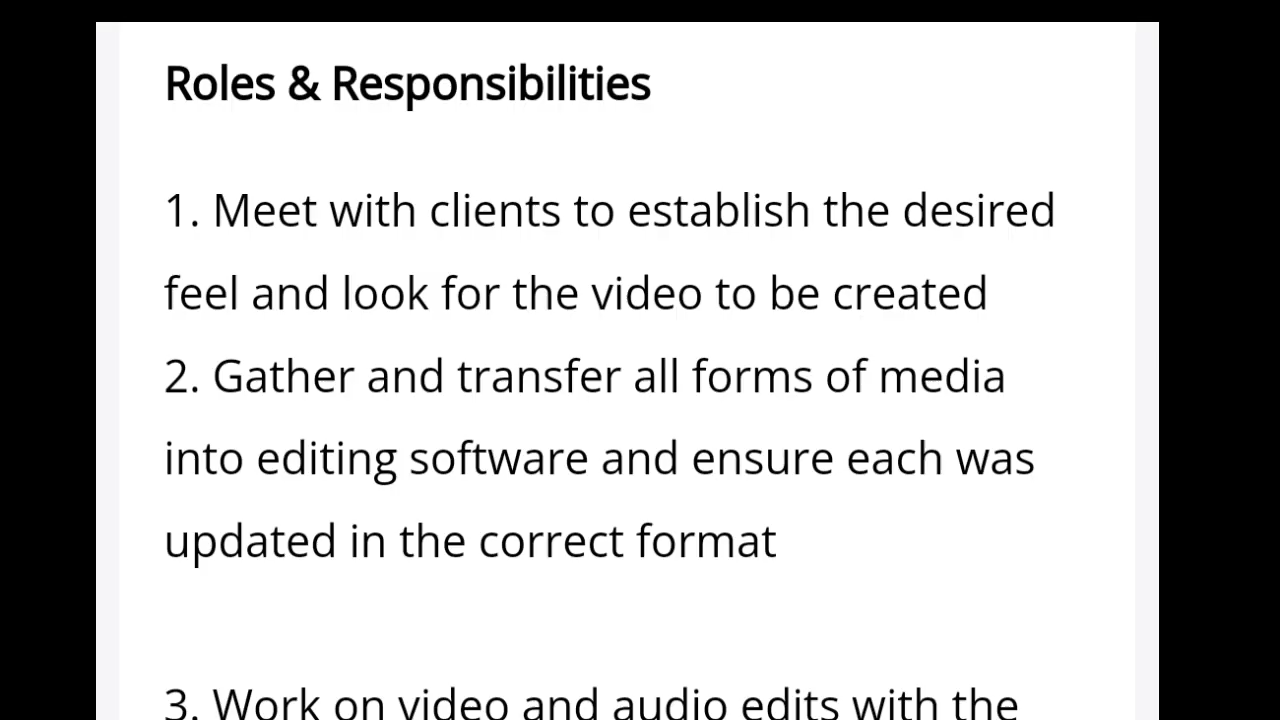 Roles & Responsibilities
1. Meet with clients to establish the desired
feel and look for the video to be created
2. Gather and transfer all forms of media
into editing software and ensure each was
updated in the correct format
3. Work on video and audio edits with the